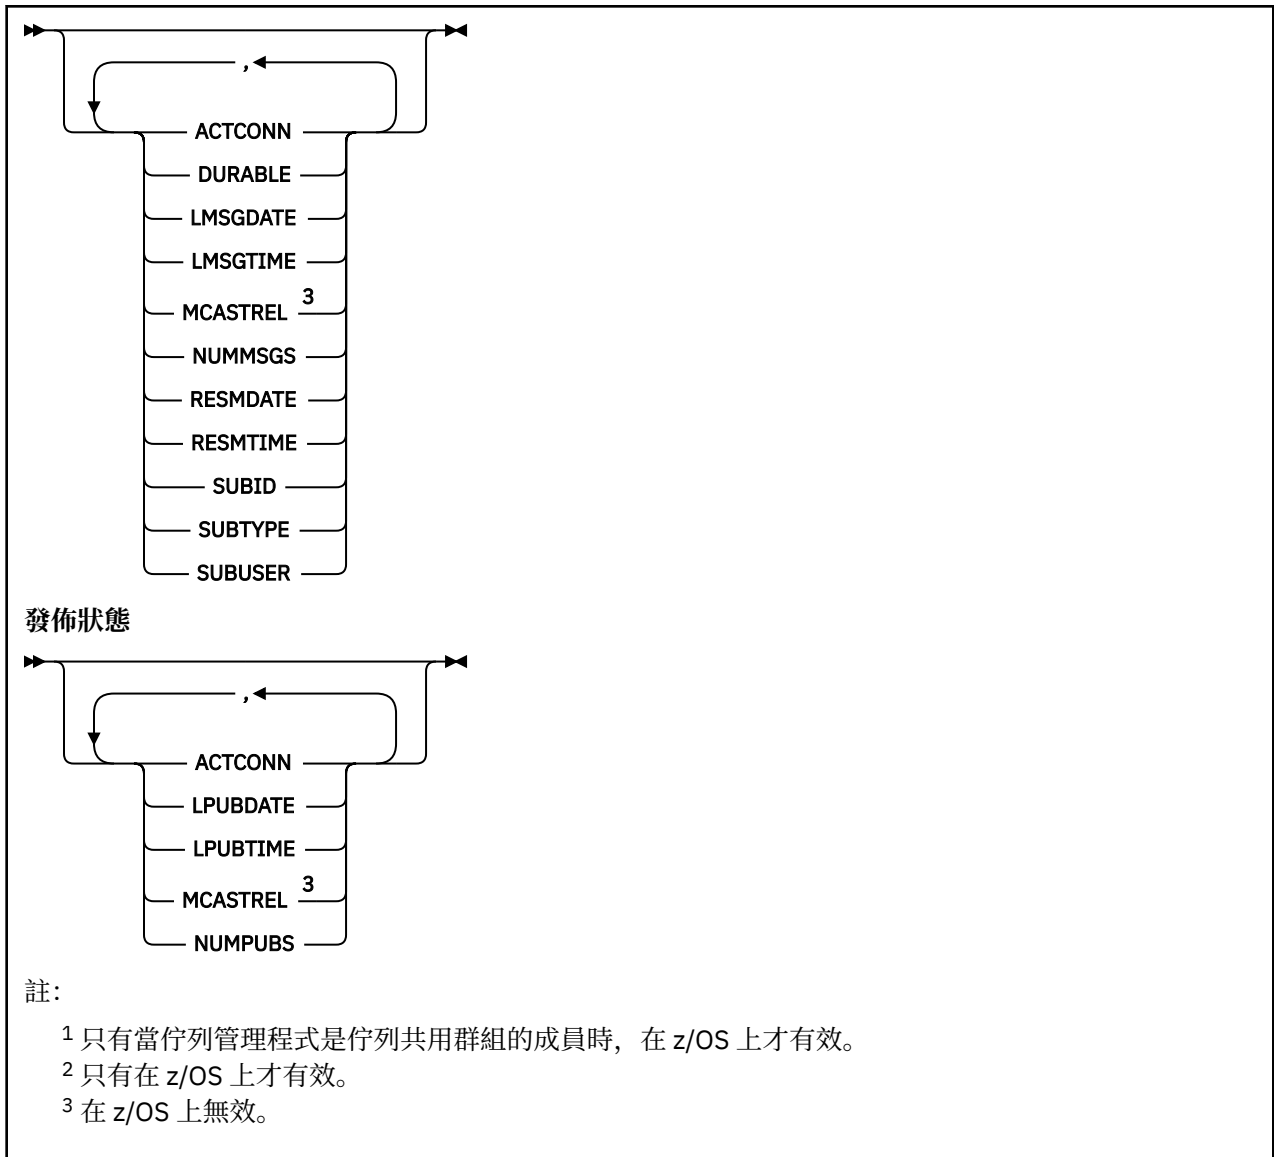 ,
ACTCONN
DURABLE
LMSGDATE
LMSGTIME
MCASTREL 3
NUMMSGS
RESMDATE
RESMTIME
SUBID
SUBTYPE
SUBUSER
發佈狀態
,
ACTCONN
LPUBDATE
LPUBTIME
MCASTREL 3
NUMPUBS
註：
1 只有當佇列管理程式是佇列共用群組的成員時，在 z/OS 上才有效。
2 只有在 z/OS 上才有效。
3 在 z/OS 上無效。